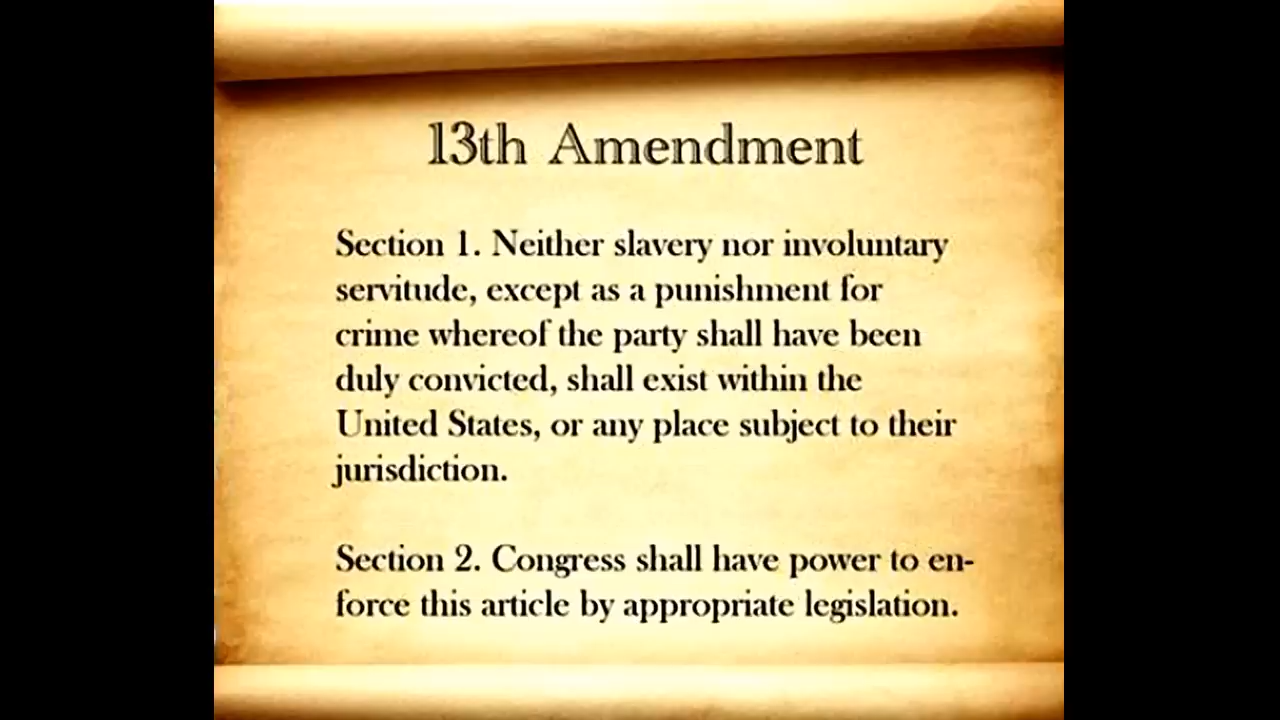 13th Amendment
Section 1. Neither slavery nor involuntary
servitude, except as a punishment for
crime whereof the party shall have been
duly convicted, shall exist within the
United States, or any place subject to their
jurisdiction.
Section 2. Congress shall have power to en-
force this article by appropriate legislation.